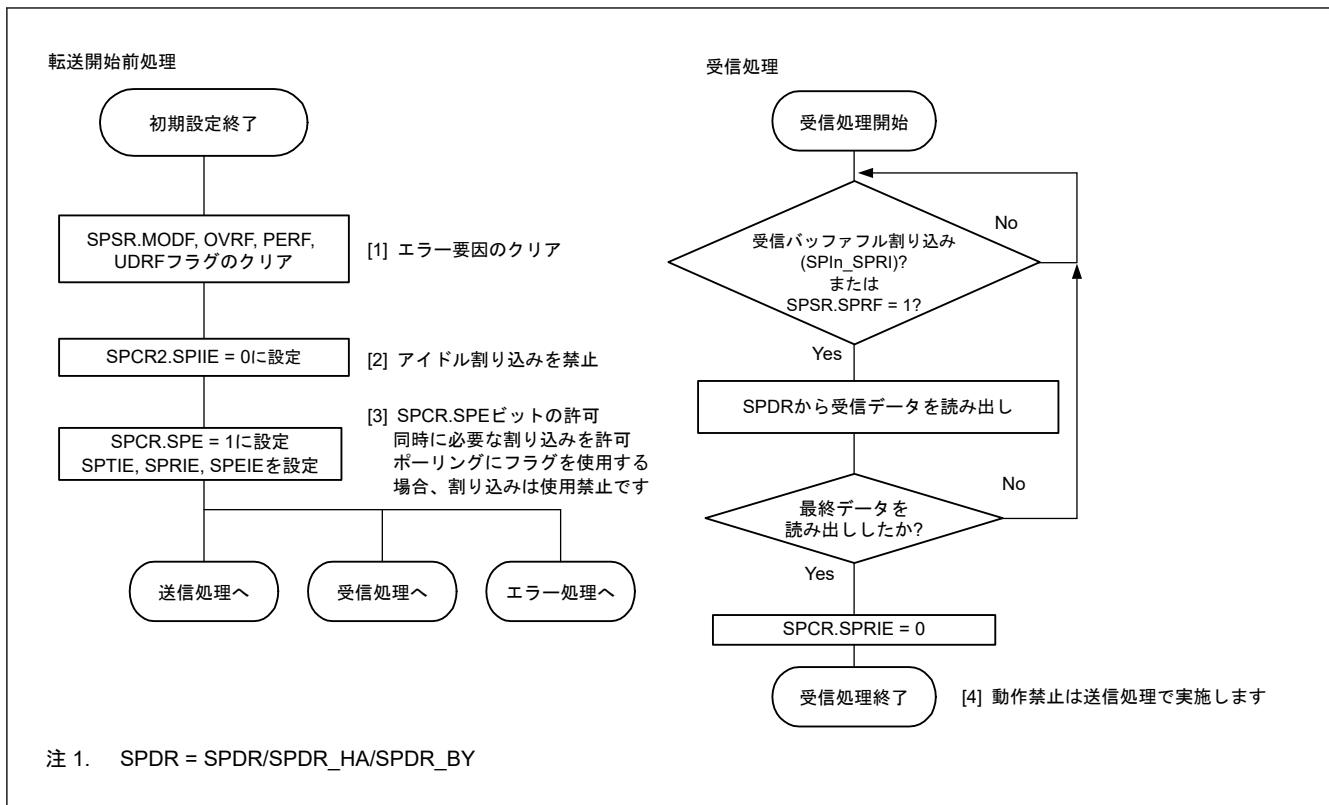 転送開始前処理
初期設定終了
SPSR.MODF, OVRF, PERF,
UDRFフラグのクリア
[1] エラー要因のクリア
SPCR2.SPIIE = 0に設定
[2] アイドル割り込みを禁止
SPCR.SPE = 1に設定
SPTIE, SPRIE, SPEIEを設定
[3] SPCR.SPEビットの許可
同時に必要な割り込みを許可
ポーリングにフラグを使用する
場合、割り込みは使用禁止です
送信処理へ
受信処理へ
エラー処理へ
受信処理
受信処理開始
受信バッファフル割り込み
(SPIn_SPRI)?
または
SPSR.SPRF = 1?
No
Yes
SPDRから受信データを読み出し
最終データを
読み出ししたか?
No
Yes
SPCR.SPRIE = 0
受信処理終了
[4] 動作禁止は送信処理で実施します
注 1. SPDR = SPDR/SPDR_HA/SPDR_BY